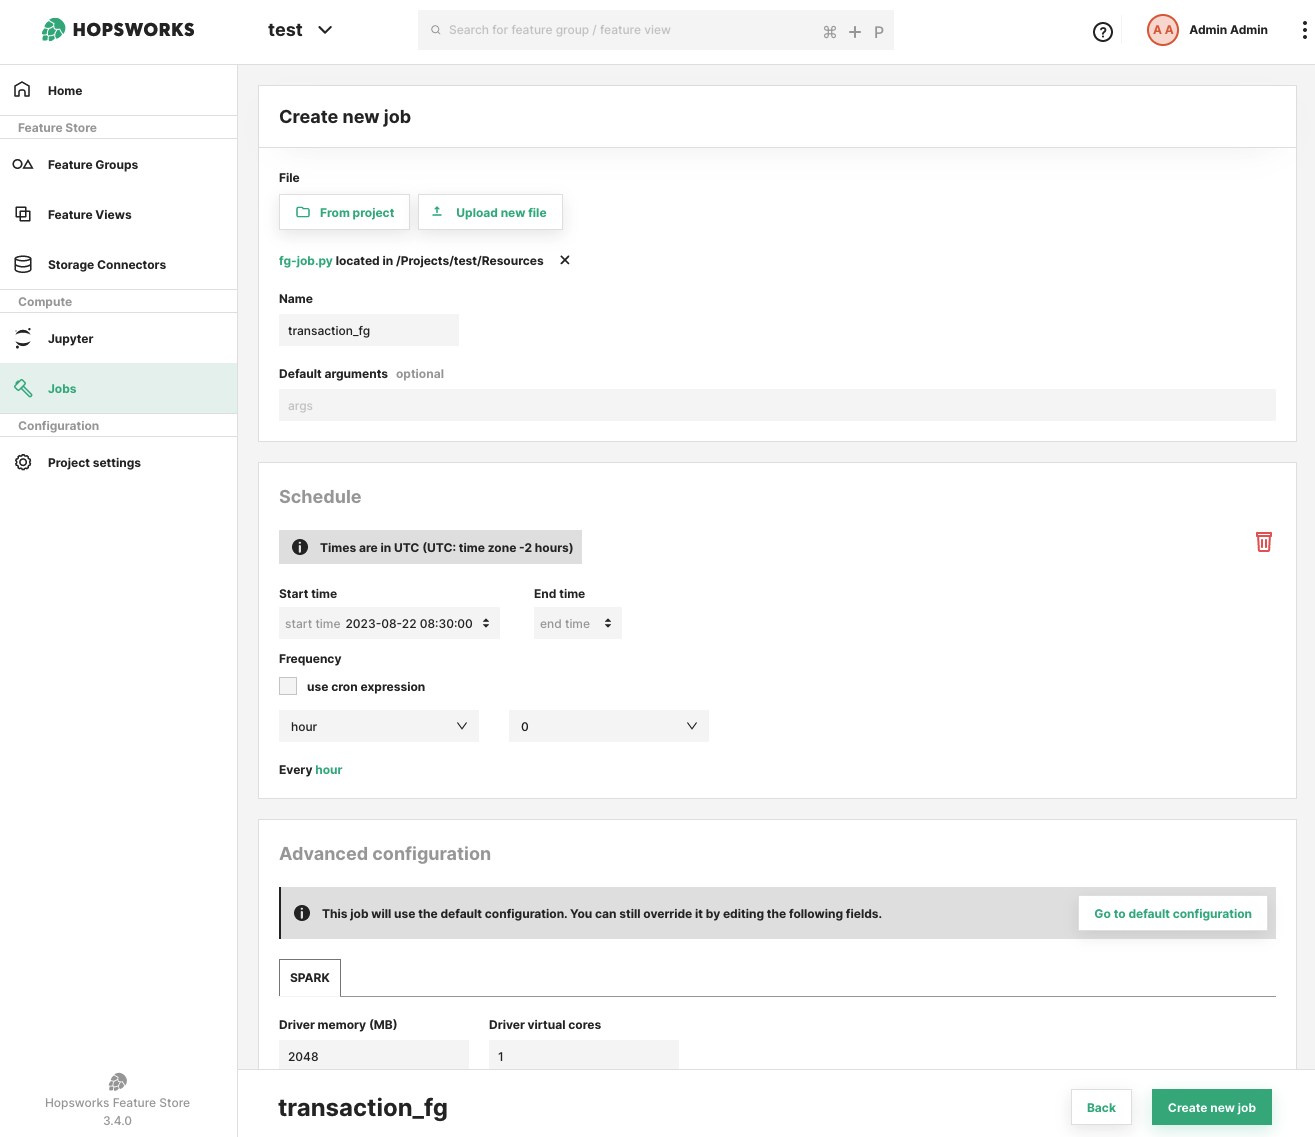 HOPSWORKS
test
Search for feature group / feature view
⌘ + P
A A
Admin Admin
Home
Feature Store
Feature Groups
Feature Views
Storage Connectors
Compute
Jupyter
Jobs
Configuration
Project settings
Hopsworks Feature Store
3.4.0
Create new job
File
From project
Upload new file
fg-job.py located in /Projects/test/Resources
Name
transaction_fg
Default arguments optional
args
Schedule
Times are in UTC (UTC: time zone -2 hours)
Start time
End time
start time 2023-08-22 08:30:00
end time
Frequency
use cron expression
hour
0
Every hour
Advanced configuration
This job will use the default configuration. You can still override it by editing the following fields.
Go to default configuration
SPARK
Driver memory (MB)
Driver virtual cores
2048
1
transaction_fg
Back
Create new job